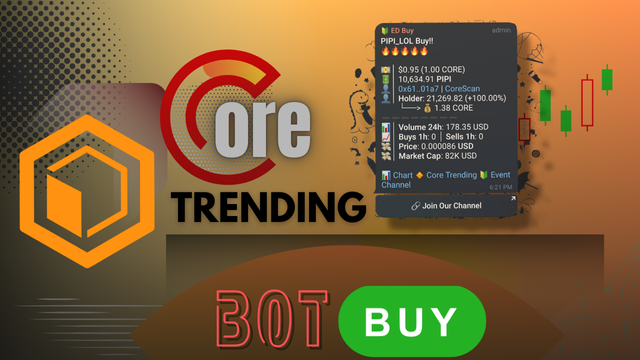 Core
TRENDING
BOT BUY
ED Buy admin
PIPI_LOL Buy!!
$0.95 (1.00 CORE)
10,634.91 PIPI
0x61..01a7 | CoreScan
Holder: 21,269.82 (+100.00%)
1.38 CORE
Volume 24h: 178.35 USD
Buys 1h: 0 | Sells 1h: 0
Price: 0.000086 USD
Market Cap: 82K USD
Chart Core Trending Event
Channel 6:21 PM
Join Our Channel